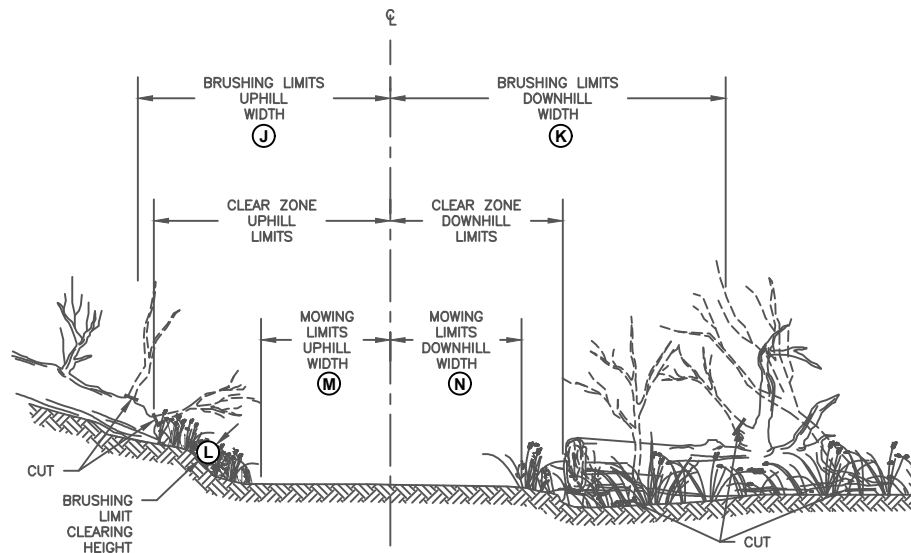 ℄
BRUSHING LIMITS
UPHILL
WIDTH
J
BRUSHING LIMITS
DOWNHILL
WIDTH
K
CLEAR ZONE
UPHILL
LIMITS
CLEAR ZONE
DOWNHILL
LIMITS
MOWING
LIMITS
UPHILL
WIDTH
M
MOWING
LIMITS
DOWNHILL
WIDTH
N
L
CUT
BRUSHING
LIMIT
CLEARING
HEIGHT
CUT